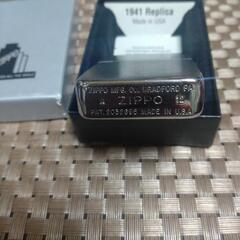 1941 Replica
Made in USA
ZIPPO MFG. CO. BRADFORD PA
ZIPPO
PAT. 2032695 MADE IN U.S.A.